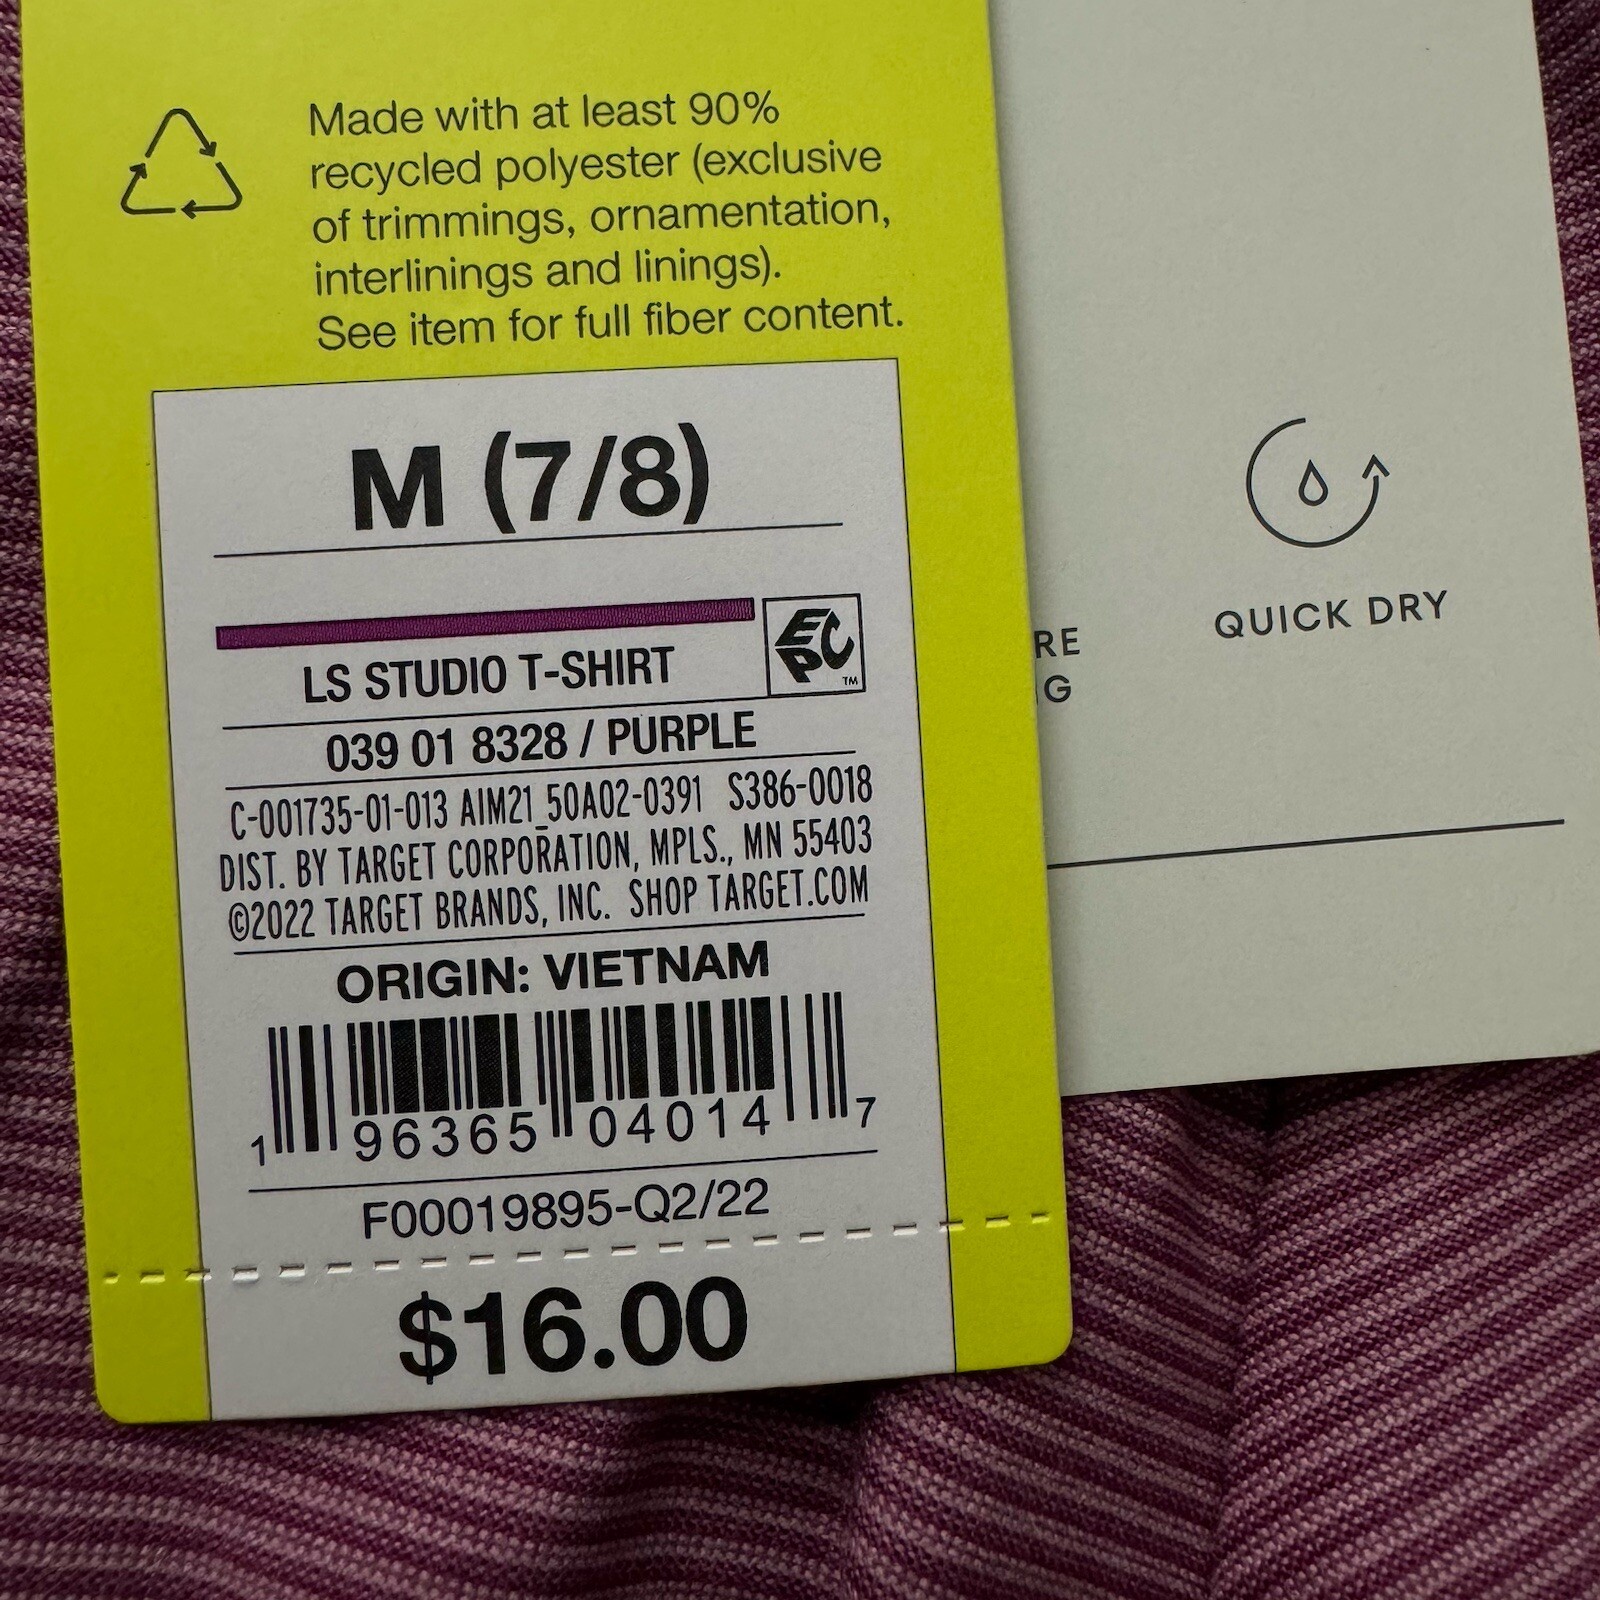 Made with at least 90%
recycled polyester (exclusive
of trimmings, ornamentation,
interlinings and linings).
See item for full fiber content.
M (7/8)
EPC™
LS STUDIO T-SHIRT
039 01 8328 / PURPLE
C-001735-01-013 AIM21_50A02-0391 S386-0018
DIST. BY TARGET CORPORATION, MPLS., MN 55403
©2022 TARGET BRANDS, INC. SHOP TARGET.COM
ORIGIN: VIETNAM
1 96365 04014 7
F00019895-Q2/22
$16.00
QUICK DRY